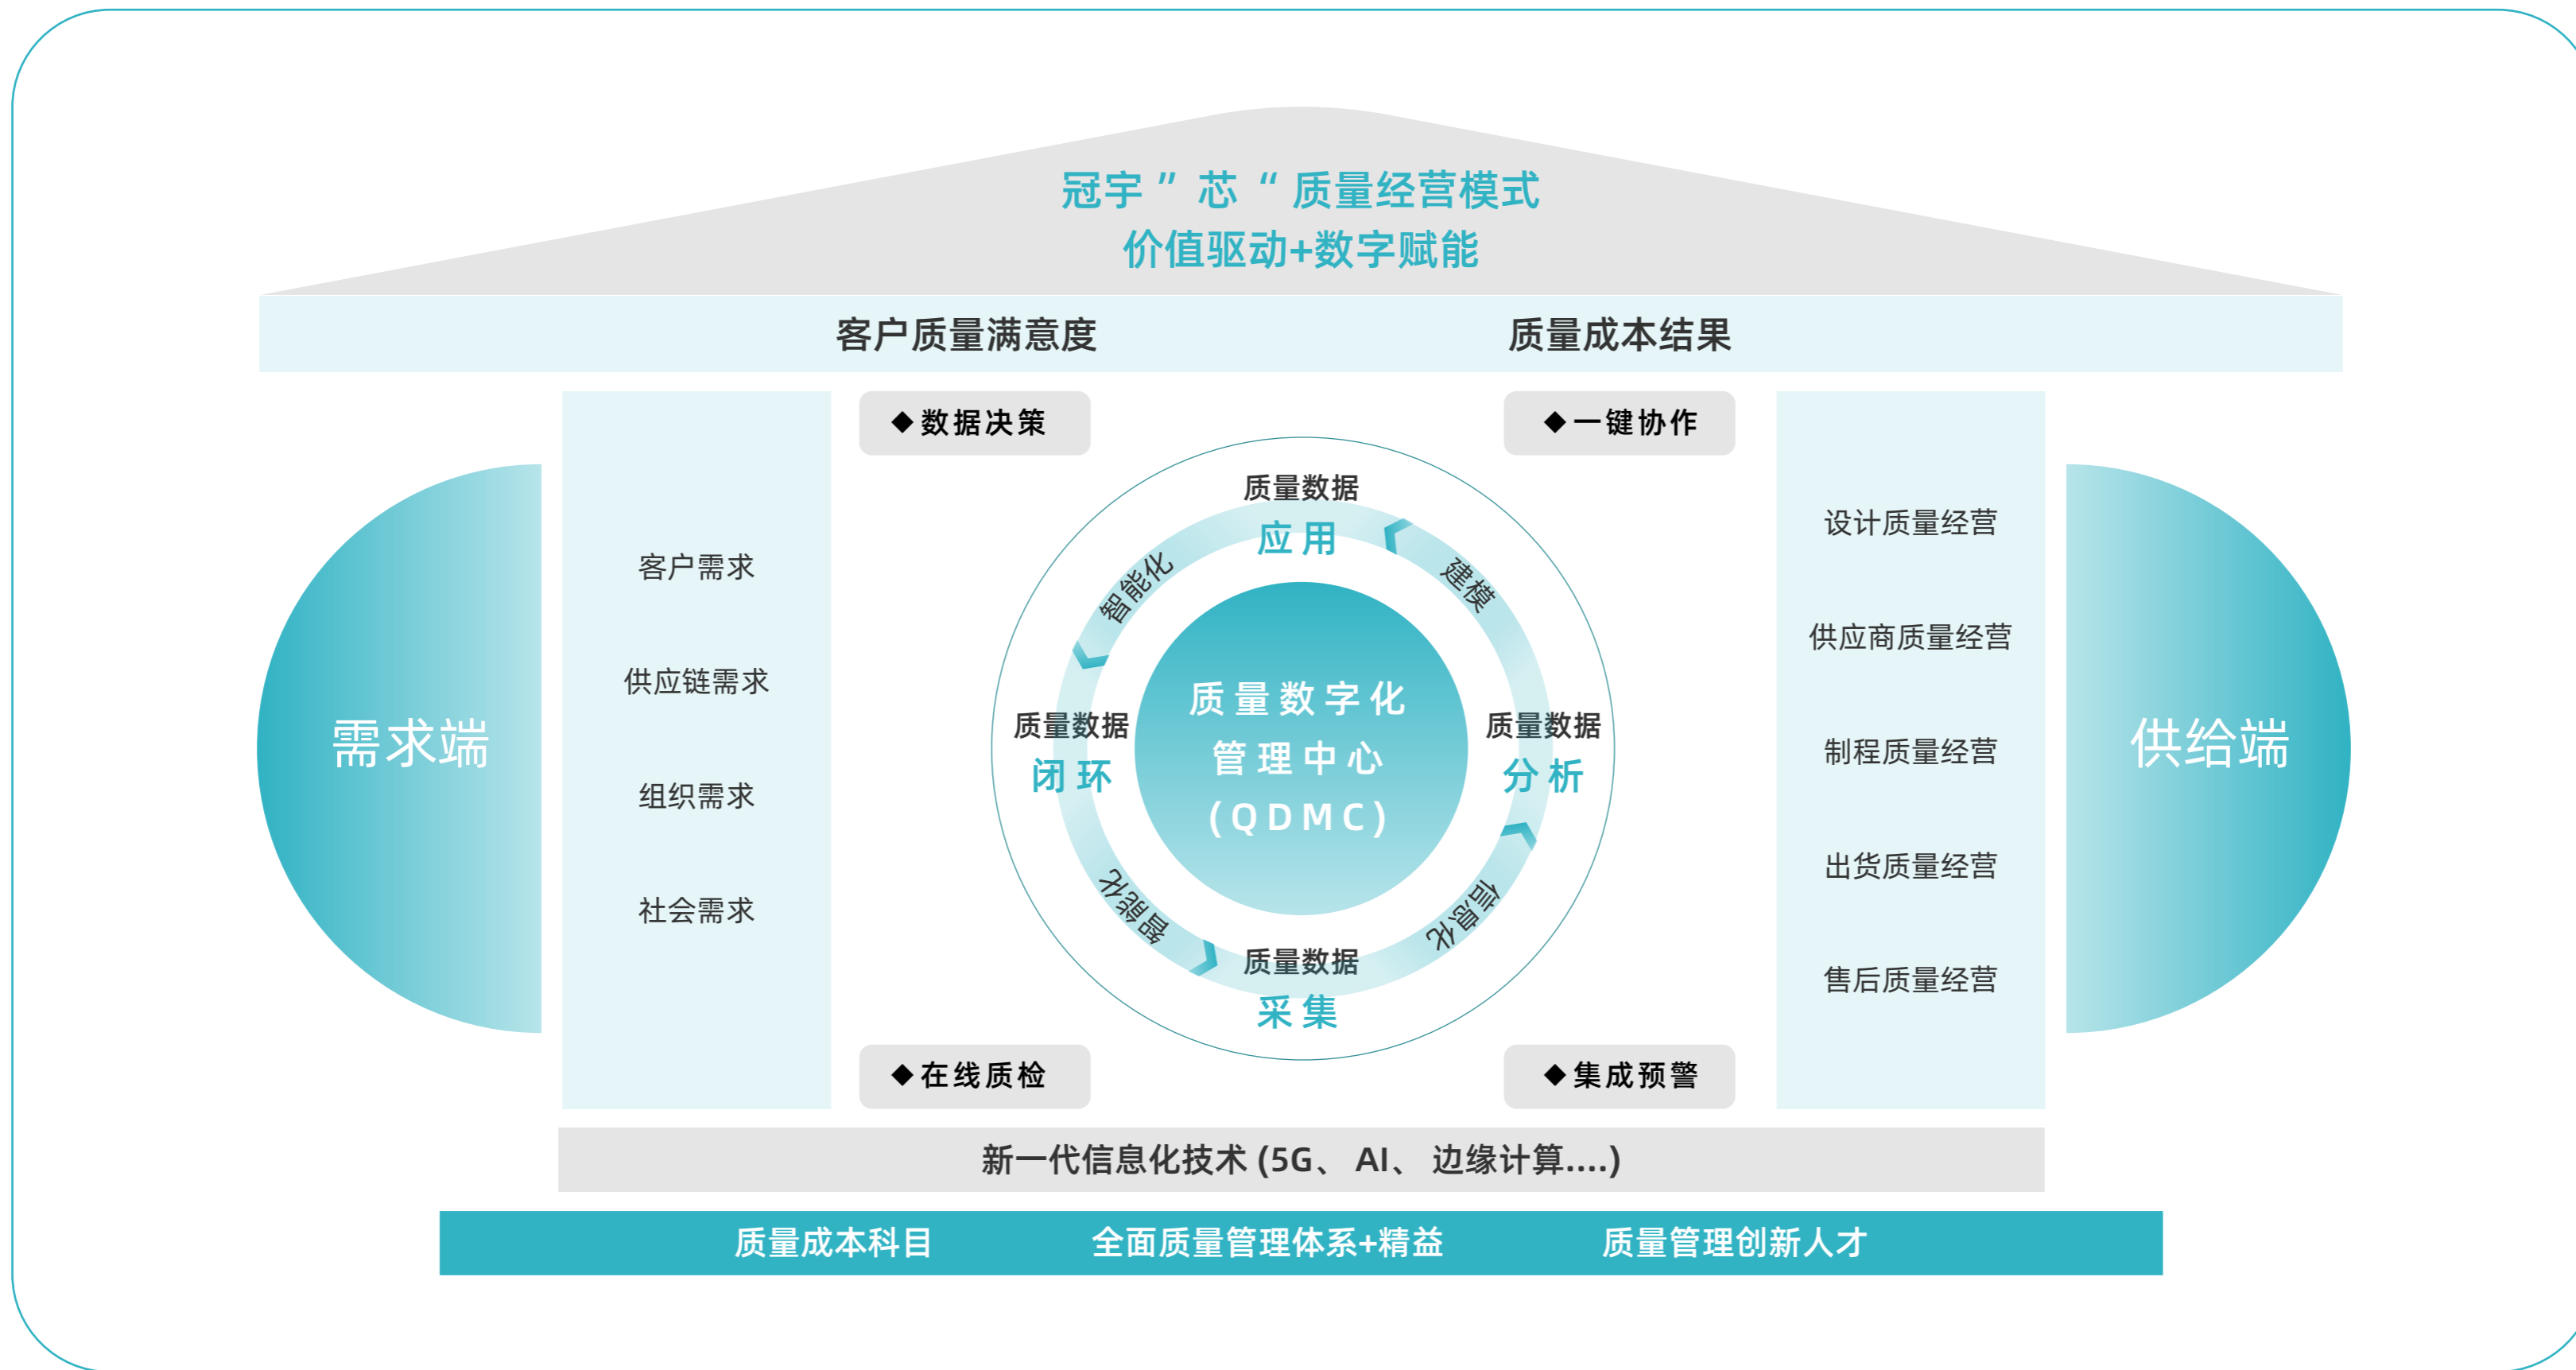 冠宇 ” 芯 “ 质量经营模式
价值驱动+数字赋能
客户质量满意度
质量成本结果
◆数据决策
◆一键协作
需求端
客户需求
供应链需求
组织需求
社会需求
质量数据
应用
智能化
建模
质量数据
闭环
质量数字化
管理中心
(QDMC)
质量数据
分析
智能化
信息化
质量数据
采集
设计质量经营
供应商质量经营
制程质量经营
出货质量经营
售后质量经营
供给端
◆在线质检
◆集成预警
新一代信息化技术 (5G、 AI、 边缘计算....)
质量成本科目
全面质量管理体系+精益
质量管理创新人才